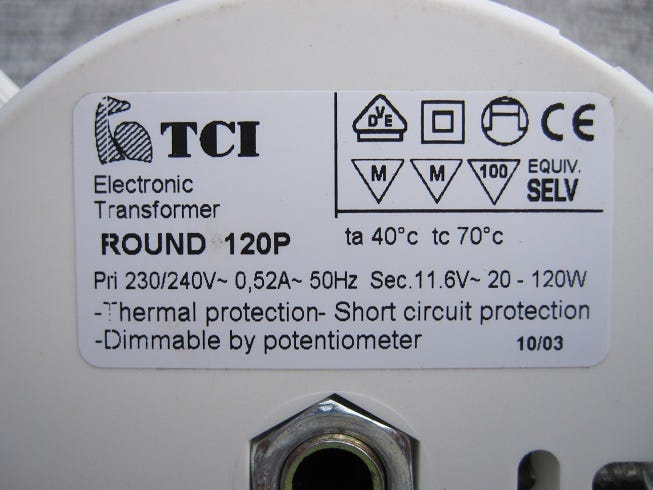 TCI
Electronic
Transformer
ROUND 120P
DVE
CE
M M 100 EQUIV.
SELV
ta 40°c tc 70°c
Pri 230/240V~ 0,52A~ 50Hz Sec.11.6V~ 20 - 120W
-Thermal protection- Short circuit protection
-Dimmable by potentiometer 10/03